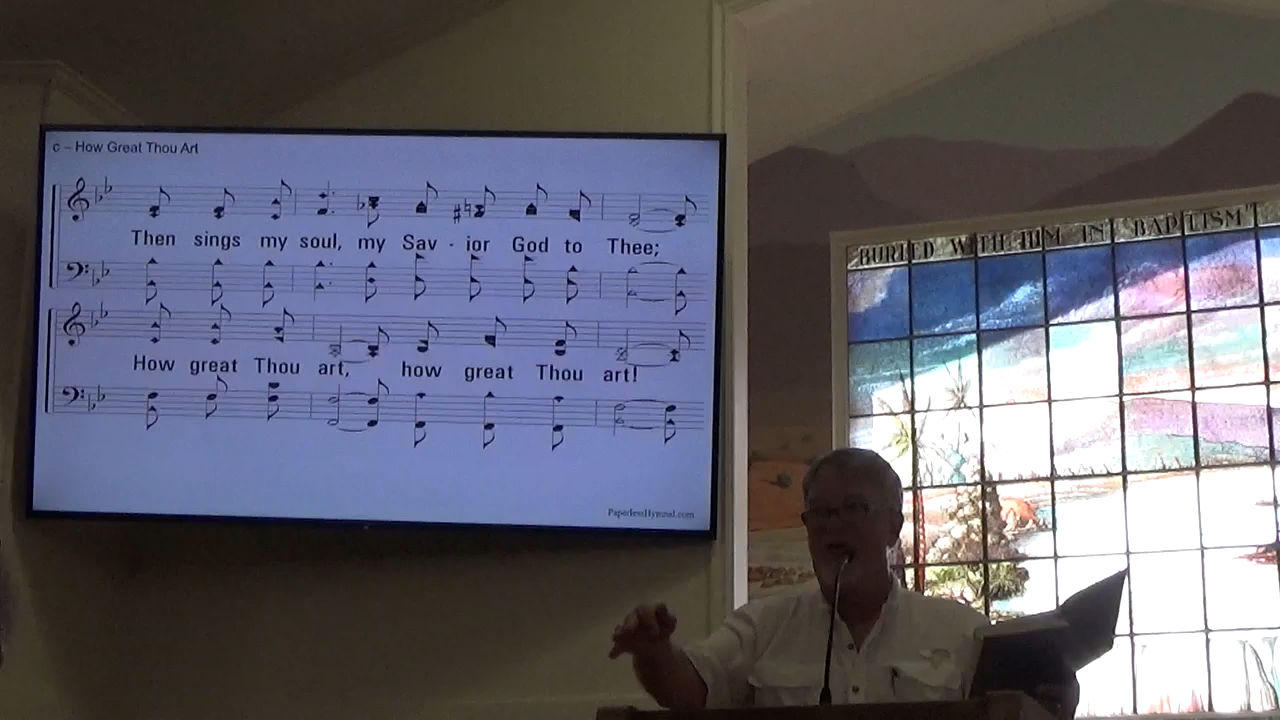 c – How Great Thou Art
Then sings my soul, my Sav - ior God to Thee;
How great Thou art, how great Thou art!
PaperlessHymnal.com
"BURIED WITH HIM IN BAPTISM"